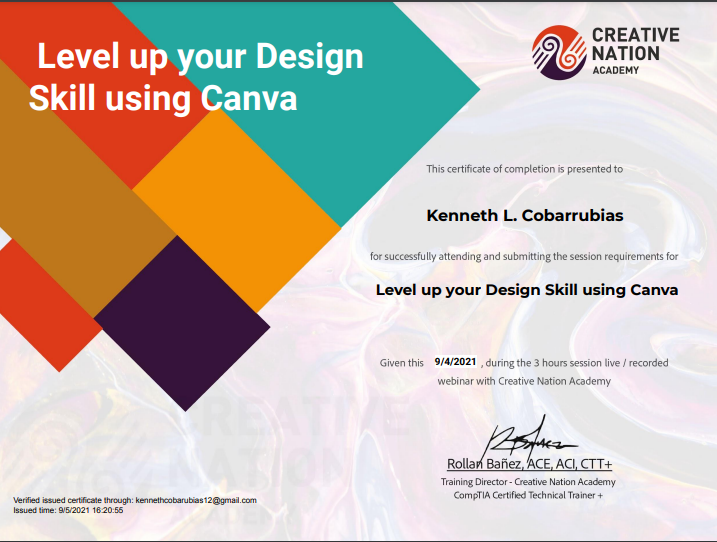 Level up your Design
Skill using Canva
CREATIVE
NATION
ACADEMY
This certificate of completion is presented to
Kenneth L. Cobarrubias
for successfully attending and submitting the session requirements for
Level up your Design Skill using Canva
Given this 9/4/2021 , during the 3 hours session live / recorded
webinar with Creative Nation Academy
CREATIVE
NATION
Rollan Bañez, ACE, ACI, CTT+
Training Director - Creative Nation Academy
CompTIA Certified Technical Trainer +
Verified issued certificate through: kennethcobarubias12@gmail.com
Issued time: 9/5/2021 16:20:55